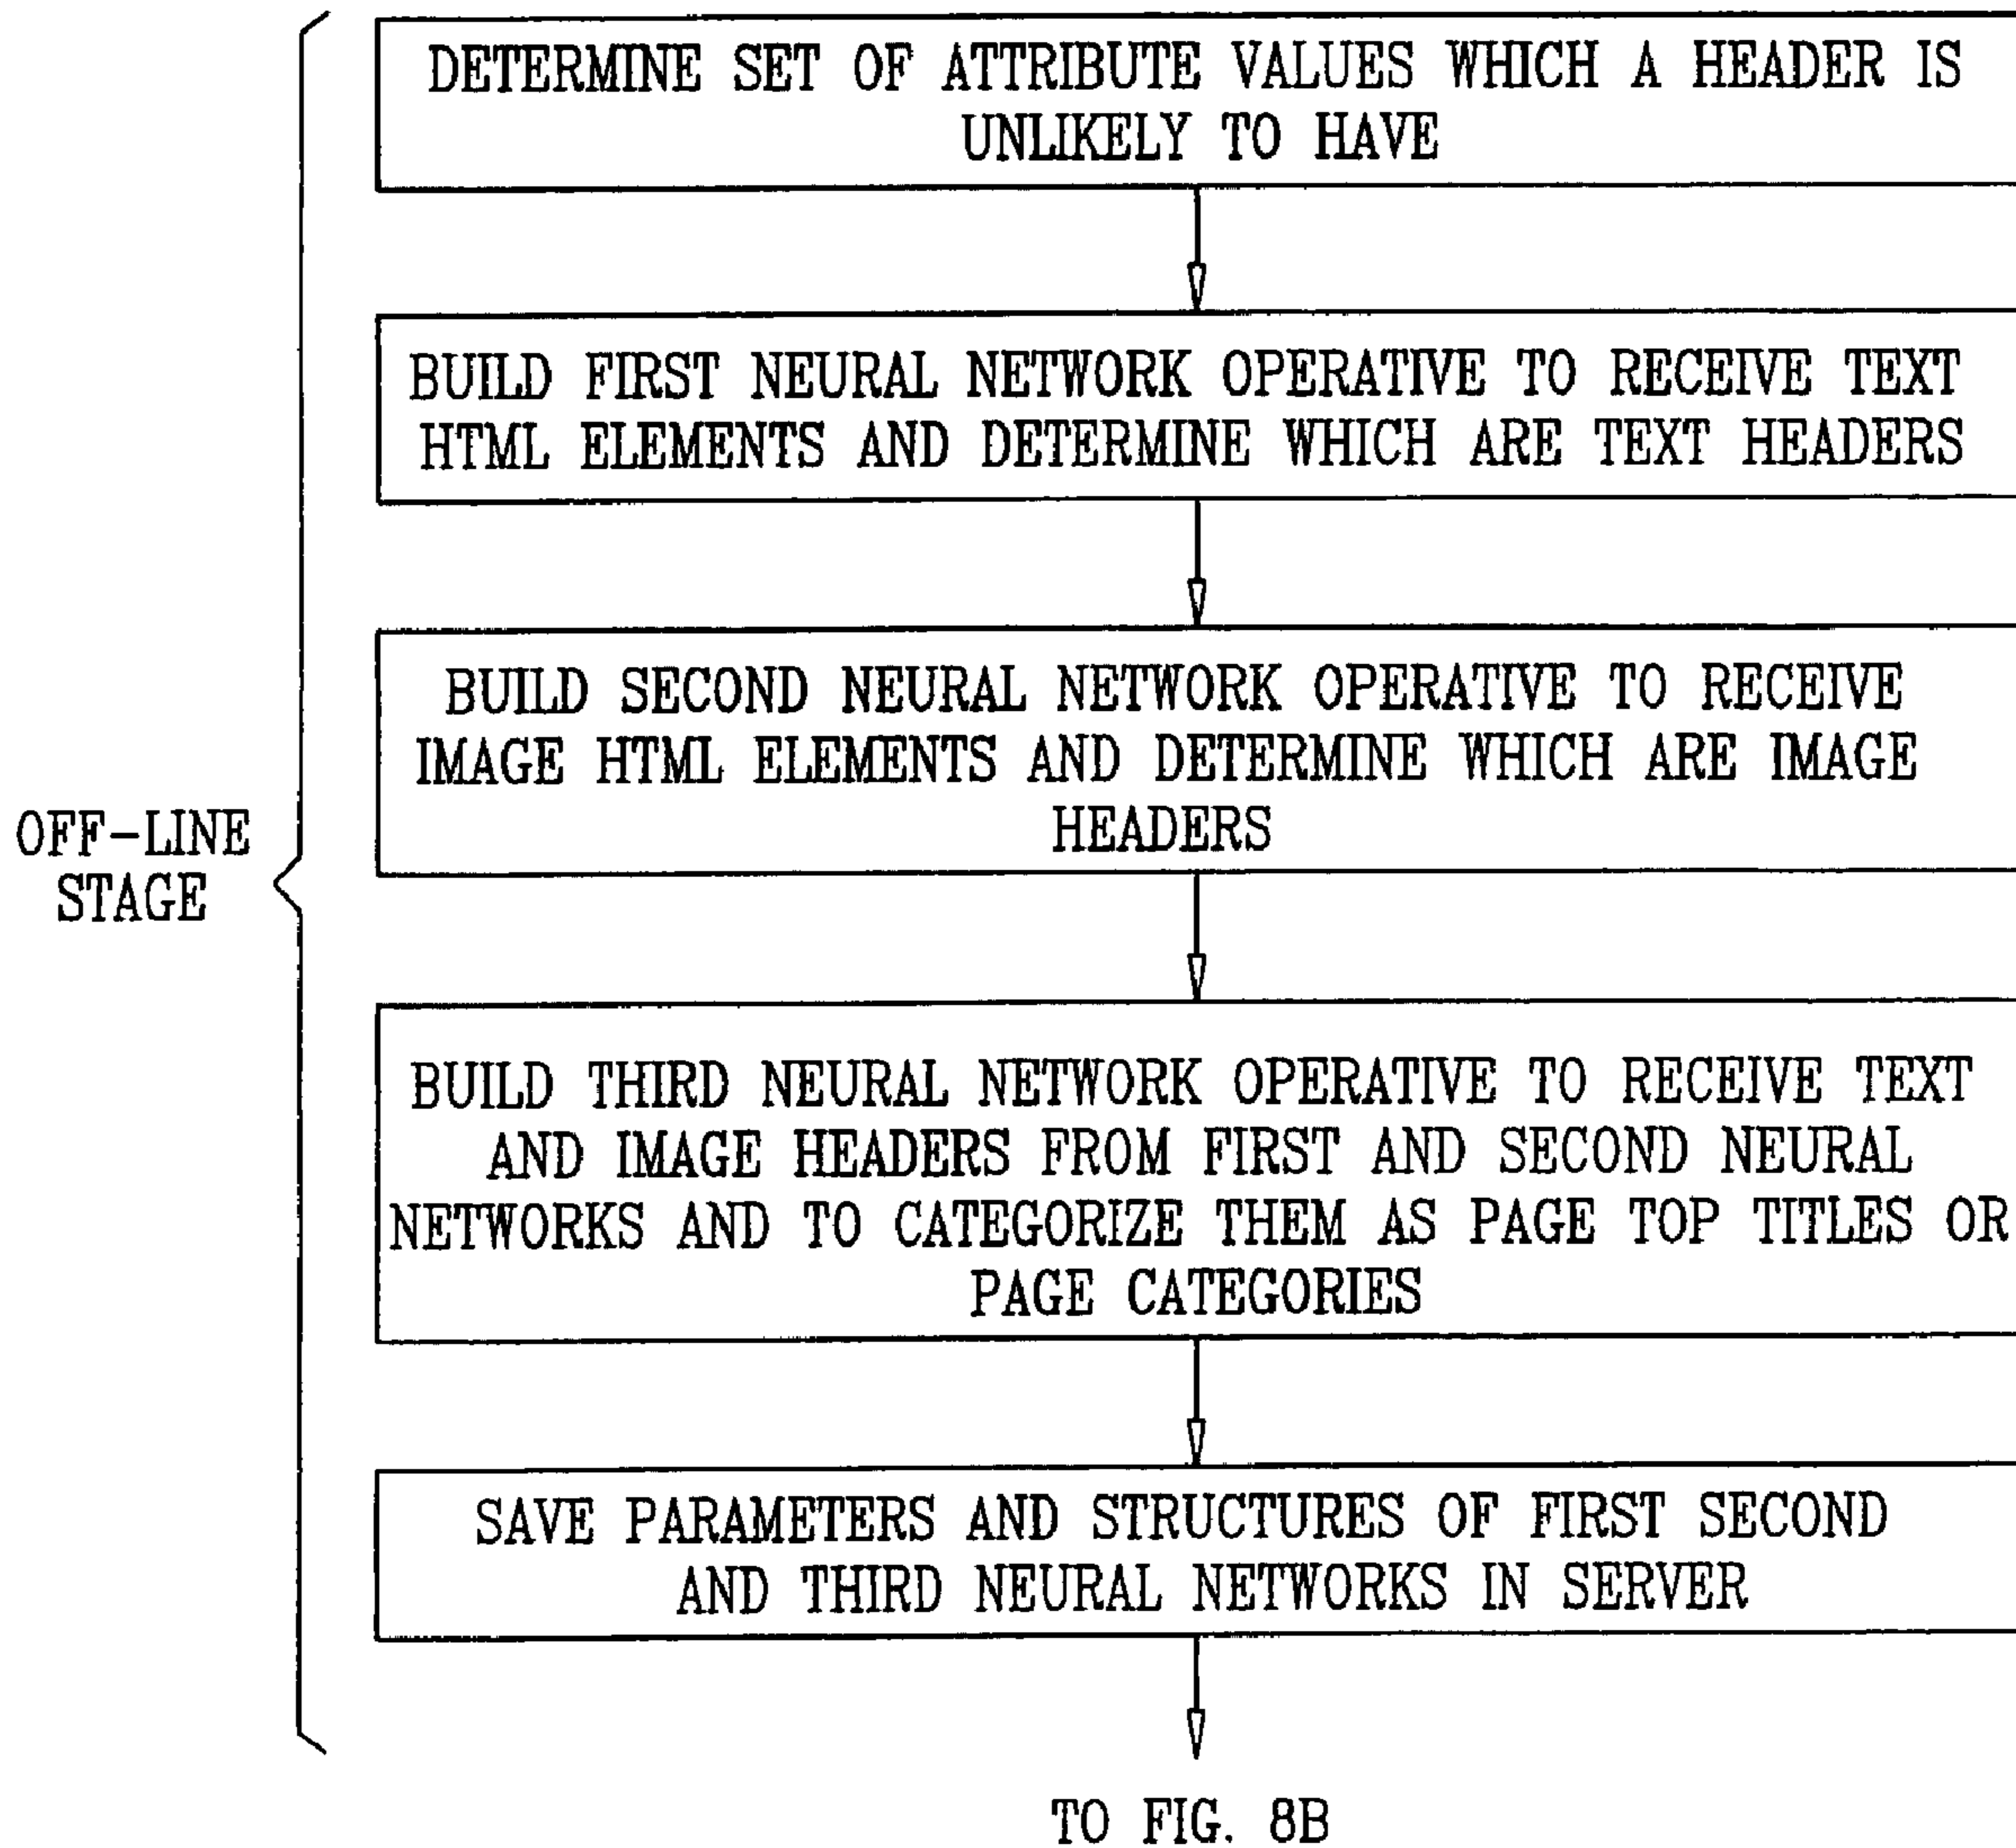 DETERMINE SET OF ATTRIBUTE VALUES WHICH A HEADER IS
UNLIKELY TO HAVE
BUILD FIRST NEURAL NETWORK OPERATIVE TO RECEIVE TEXT
HTML ELEMENTS AND DETERMINE WHICH ARE TEXT HEADERS
BUILD SECOND NEURAL NETWORK OPERATIVE TO RECEIVE
IMAGE HTML ELEMENTS AND DETERMINE WHICH ARE IMAGE
HEADERS
OFF-LINE
STAGE
BUILD THIRD NEURAL NETWORK OPERATIVE TO RECEIVE TEXT
AND IMAGE HEADERS FROM FIRST AND SECOND NEURAL
NETWORKS AND TO CATEGORIZE THEM AS PAGE TOP TITLES OR
PAGE CATEGORIES
SAVE PARAMETERS AND STRUCTURES OF FIRST SECOND
AND THIRD NEURAL NETWORKS IN SERVER
TO FIG. 8B